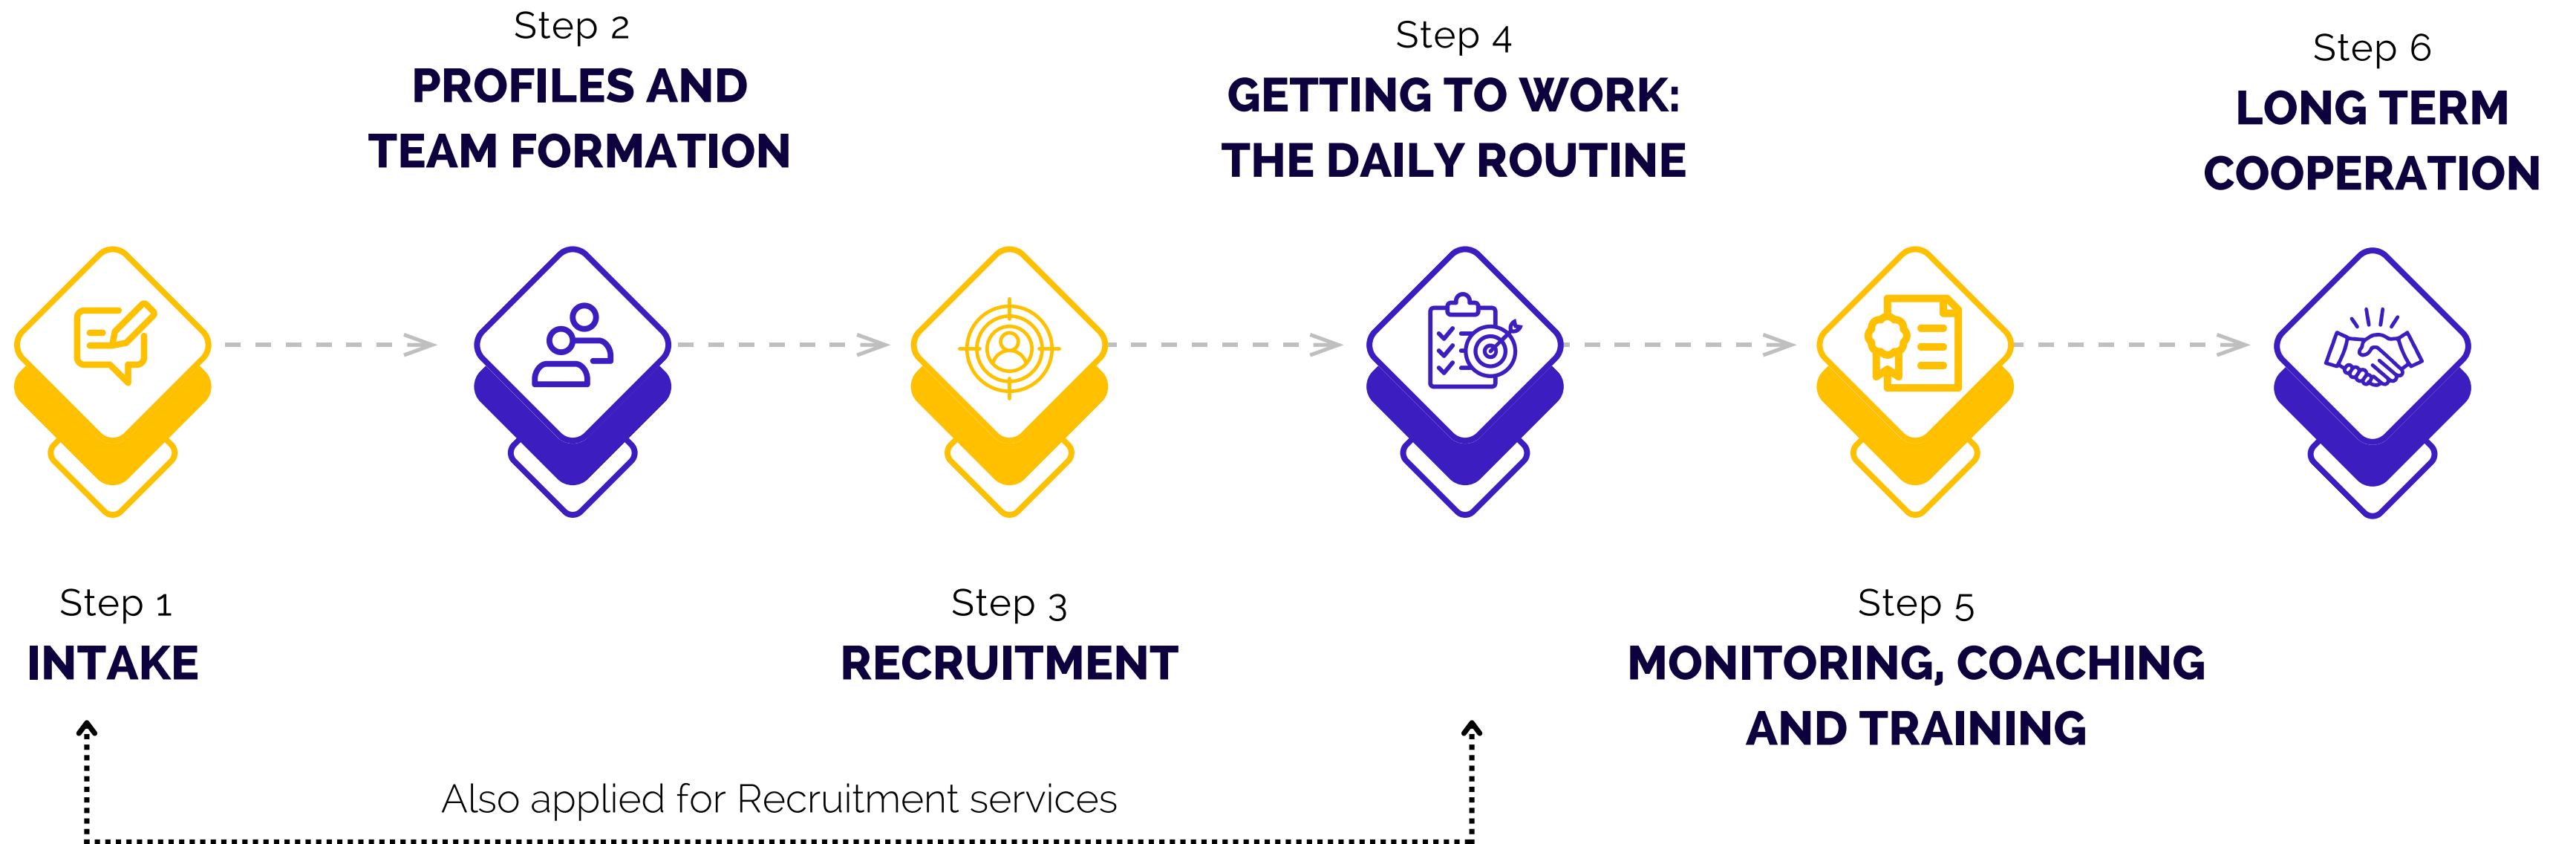 Step 1
INTAKE
Step 2
PROFILES AND
TEAM FORMATION
Step 3
RECRUITMENT
Step 4
GETTING TO WORK:
THE DAILY ROUTINE
Step 5
MONITORING, COACHING
AND TRAINING
Step 6
LONG TERM
COOPERATION
Also applied for Recruitment services